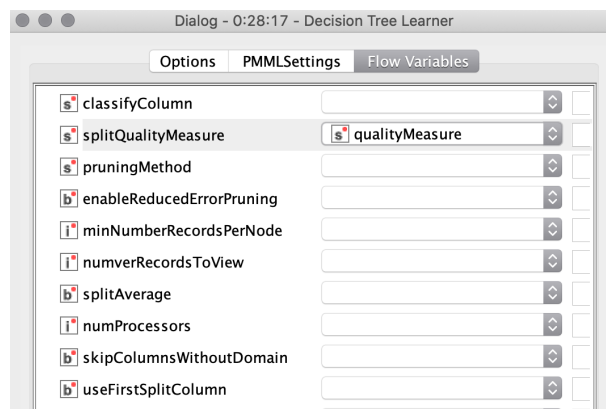 Dialog - 0:28:17 - Decision Tree Learner
Options PMMLSettings Flow Variables
s classifyColumn
s splitQualityMeasure s qualityMeasure
s pruningMethod
b enableReducedErrorPruning
i minNumberRecordsPerNode
i numverRecordsToView
b splitAverage
i numProcessors
b skipColumnsWithoutDomain
b useFirstSplitColumn